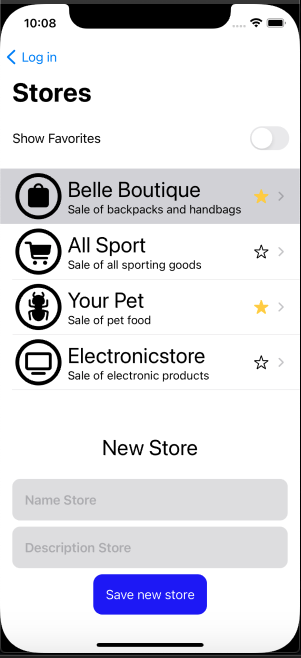 10:08
Log in
Stores
Show Favorites
Belle Boutique
Sale of backpacks and handbags
All Sport
Sale of all sporting goods
Your Pet
Sale of pet food
Electronicstore
Sale of electronic products
New Store
Name Store
Description Store
Save new store